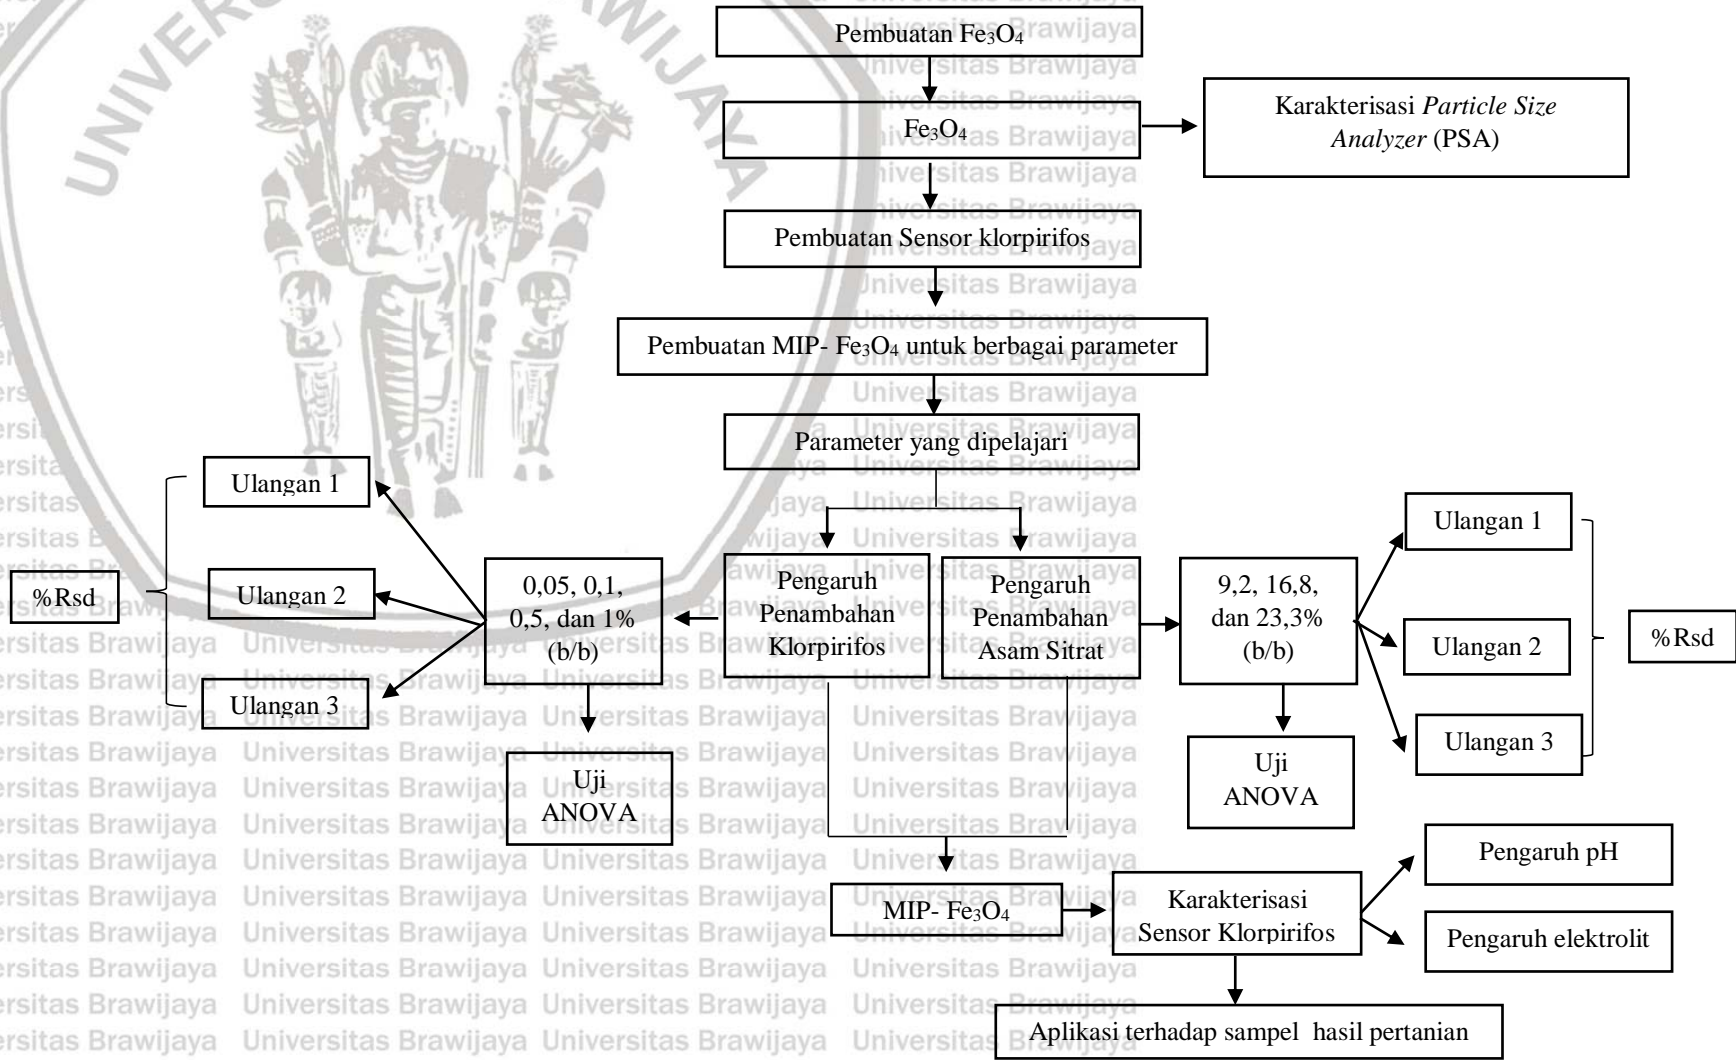 UNIVERSITAS BRAWIJAYA
Pembuatan Fe₃O₄
Fe₃O₄
Karakterisasi Particle Size
Analyzer (PSA)
Pembuatan Sensor klorpirifos
Pembuatan MIP- Fe₃O₄ untuk berbagai parameter
Parameter yang dipelajari
%Rsd
Ulangan 1
Ulangan 2
Ulangan 3
0,05, 0,1,
0,5, dan 1%
(b/b)
Uji
ANOVA
Pengaruh
Penambahan
Klorpirifos
Pengaruh
Penambahan
Asam Sitrat
9,2, 16,8,
dan 23,3%
(b/b)
Uji
ANOVA
Ulangan 1
Ulangan 2
Ulangan 3
%Rsd
MIP- Fe₃O₄
Karakterisasi
Sensor Klorpirifos
Pengaruh pH
Pengaruh elektrolit
Aplikasi terhadap sampel hasil pertanian